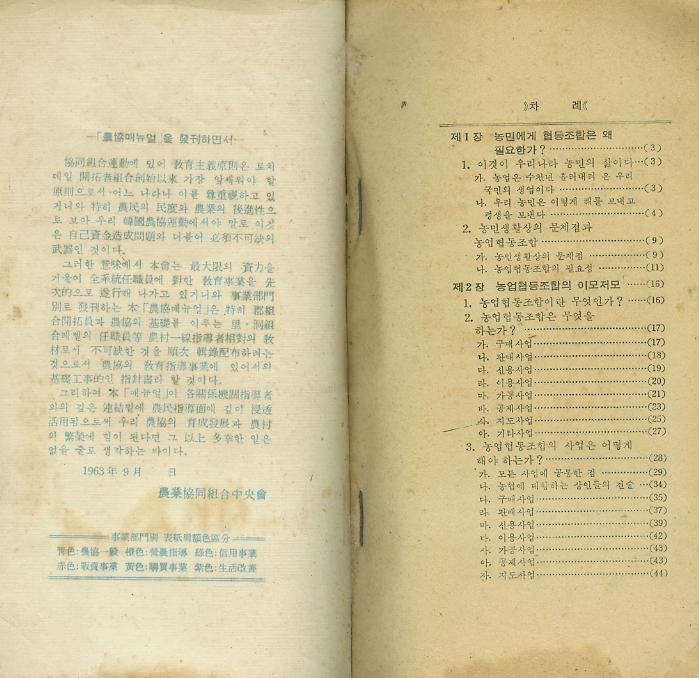 —「農協매뉴얼」을 發刊하면서—
協同組合運動에 있어 敎育主義原則은 로치
데일 開拓者組合創始以來 가장 앞세워야 할
原則으로서 어느 나라나 이를 尊重視하고 있
거니와 特히 農民의 民度와 農業의 後進性으
로 보아 우리 韓國農協運動에서야 말로 이것
은 自己資金造成問題와 더불어 必須不可缺의
武器인 것이다.
그러한 意味에서 本會는 最大限의 資力을
기울여 全系統任職員에 對한 敎育事業을 先
次的으로 遂行해 나가고 있거니와 事業部門
別로 發刊하는 本「農協매뉴얼」은 特히 郡組
合開拓員과 農協의 基礎를 이루는 里·洞組
合레벨의 任職員等 農村一線指導者相對의 敎
材로서 不可缺한 것을 順次 輯錄配布하려는
것으로서 農協의 敎育指導事業에 있어서의
基礎工事的인 指針書라 할 것이다.
그리하여 本「매뉴얼」이 各關係機關指導者
와의 깊은 連結밑에 農民指導面에 깊이 浸透
活用됨으로써 우리 農協의 育成發展과 農村
의 繁榮에 힘이 된다면 그 以上 多幸한 일은
없을 줄로 생각하는 바이다.
1963年 9月 日
農業協同組合中央會
事業部門別 表紙肩額色區分
靑色:農協一般 橙色:營農指導 綠色:信用事業
赤色:販賣事業 黃色:購買事業 紫色:生活改善
》차 례《
제1장 농민에게 협동조합은 왜
필요한가?……(3)
1. 이것이 우리나라 농민의 삶이다…(3)
가. 농업은 수천년 흘러내려 온 우리
국민의 생업이다……(3)
나. 우리 농민은 이렇게 해를 보내고
평생을 보낸다……(4)
2. 농민생활상의 문제점과
농업협동조합……(9)
가. 농민생활상의 문제점……(9)
나. 농업협동조합의 필요성……(11)
제2장 농업협동조합의 이모저모……(16)
1. 농업협동조합이란 무엇인가?…(16)
2. 농업협동조합은 무엇을
하는가?……(17)
가. 구매사업……(17)
나. 판매사업……(18)
다. 신용사업……(19)
라. 이용사업……(20)
마. 가공사업……(21)
바. 공제사업……(23)
사. 지도사업……(25)
아. 기타사업……(27)
3. 농업협동조합의 사업은 어떻게
해야 하는가?……(28)
가. 모든 사업에 공통한 점……(29)
나. 농협에 대항하는 상인들의 전술…(34)
다. 구매사업……(35)
라. 판매사업……(37)
마. 신용사업……(39)
바. 이용사업……(42)
사. 가공사업……(43)
아. 공제사업……(43)
자. 지도사업……(44)